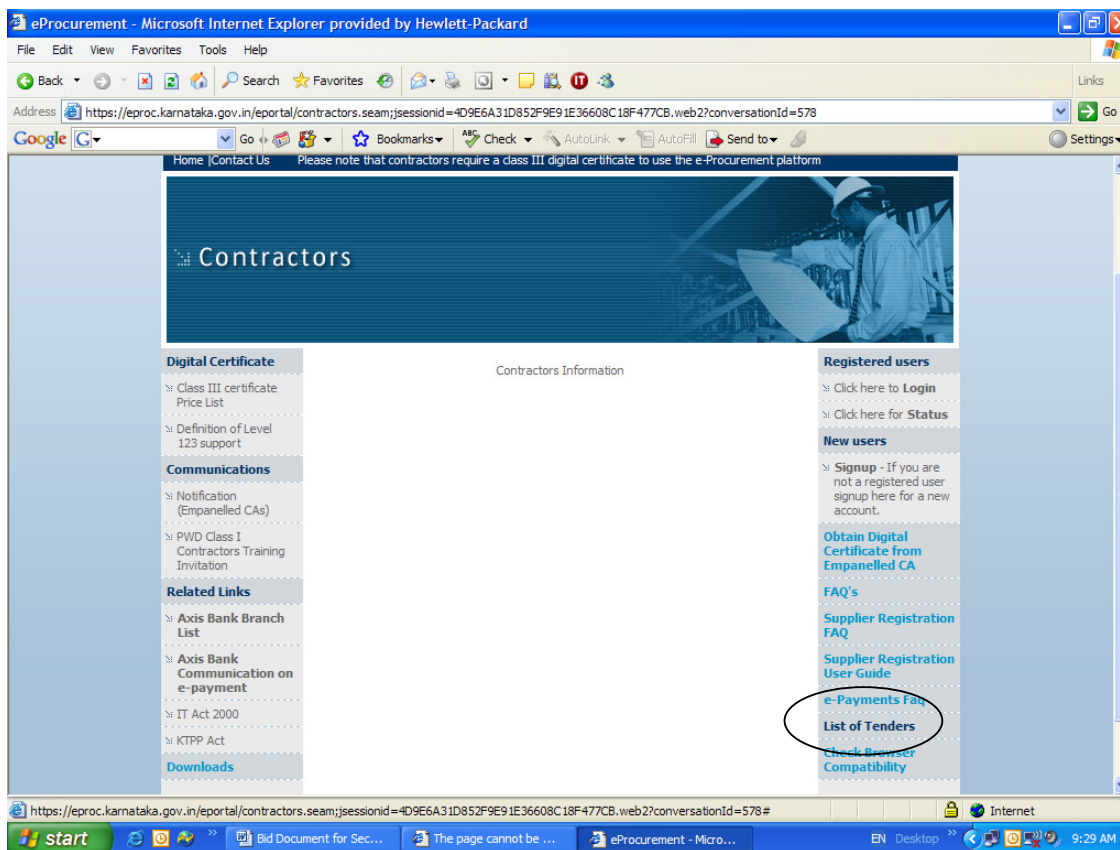 eProcurement - Microsoft Internet Explorer provided by Hewlett-Packard
File Edit View Favorites Tools Help
Back Search Favorites Links
Address https://eproc.karnataka.gov.in/eportal/contractors.seam;jsessionid=4D9E6A31D852F9E91E36608C18F477CB.web2?conversationId=578 Go
Google G Go Bookmarks ABC Check AutoLink AutoFill Send to Settings
Home |Contact Us Please note that contractors require a class III digital certificate to use the e-Procurement platform
Contractors
Digital Certificate
Class III certificate
Price List
Definition of Level
123 support
Communications
Notification
(Empanelled CAs)
PWD Class I
Contractors Training
Invitation
Related Links
Axis Bank Branch
List
Axis Bank
Communication on
e-payment
IT Act 2000
KTPP Act
Downloads
Contractors Information
Registered users
Click here to Login
Click here for Status
New users
Signup - If you are
not a registered user
signup here for a new
account.
Obtain Digital
Certificate from
Empanelled CA
FAQ's
Supplier Registration
FAQ
Supplier Registration
User Guide
e-Payments Faq
List of Tenders
Check Browser
Compatibility
https://eproc.karnataka.gov.in/eportal/contractors.seam;jsessionid=4D9E6A31D852F9E91E36608C18F477CB.web2?conversationId=578# Internet
start Bid Document for Sec... The page cannot be ... eProcurement - Micro... EN Desktop 9:29 AM